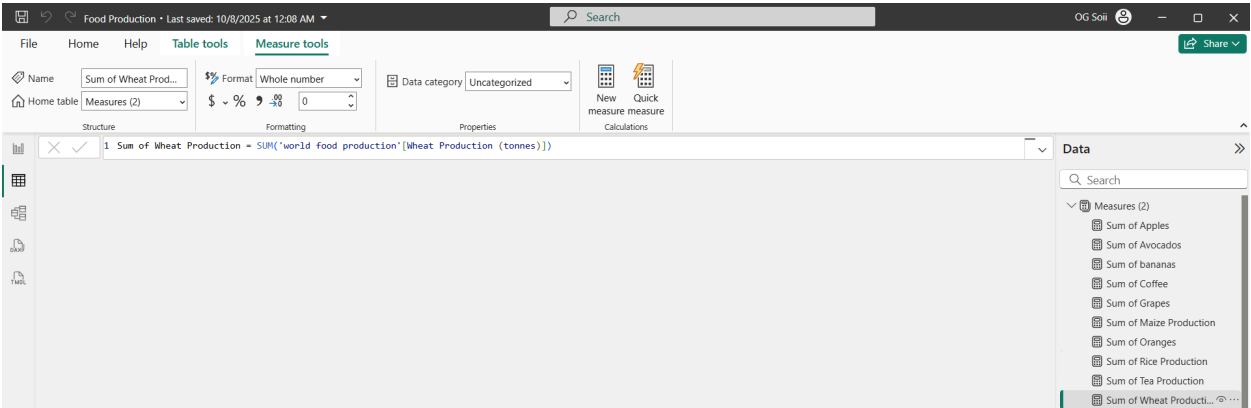 Food Production • Last saved: 10/8/2025 at 12:08 AM
Search
OG Soii
File Home Help Table tools Measure tools
Share
Name Sum of Wheat Prod...
Home table Measures (2)
Structure
$% Format Whole number
$ % 9 .00 →.0 0
Formatting
Data category Uncategorized
Properties
New measure
Quick measure
Calculations
1 Sum of Wheat Production = SUM('world food production'[Wheat Production (tonnes)])
DAX
TMDL
Data
Search
Measures (2)
Sum of Apples
Sum of Avocados
Sum of bananas
Sum of Coffee
Sum of Grapes
Sum of Maize Production
Sum of Oranges
Sum of Rice Production
Sum of Tea Production
Sum of Wheat Producti...